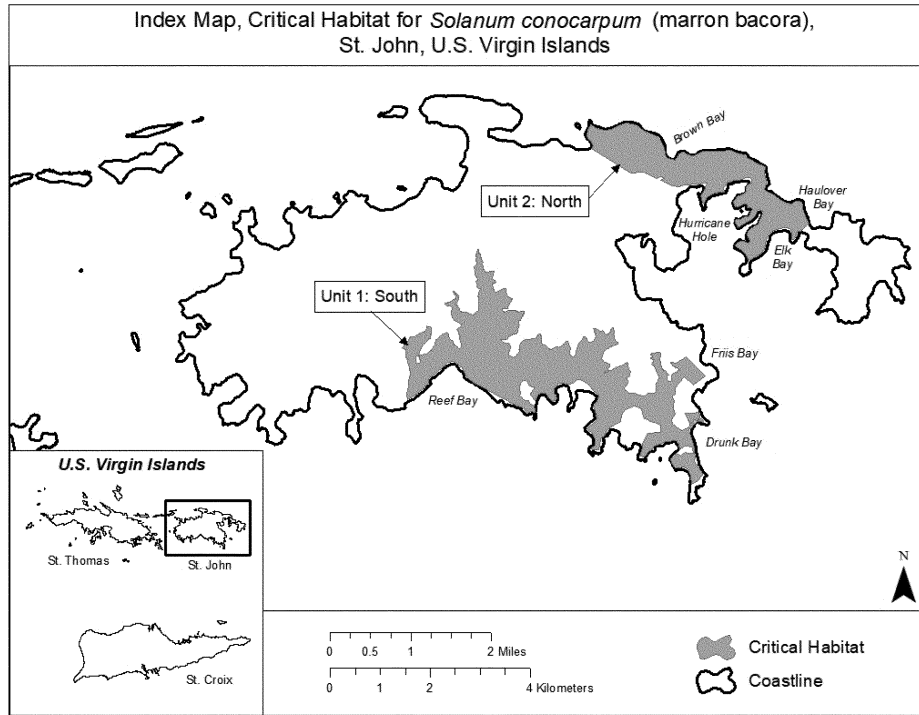 Index Map, Critical Habitat for Solanum conocarpum (marron bacora),
St. John, U.S. Virgin Islands
Brown Bay
Unit 2: North
Haulover
Bay
Hurricane
Hole
Elk
Bay
Unit 1: South
Friis Bay
Reef Bay
Drunk Bay
U.S. Virgin Islands
St. Thomas
St. John
St. Croix
N
0 0.5 1 2 Miles
0 1 2 4 Kilometers
Critical Habitat
Coastline